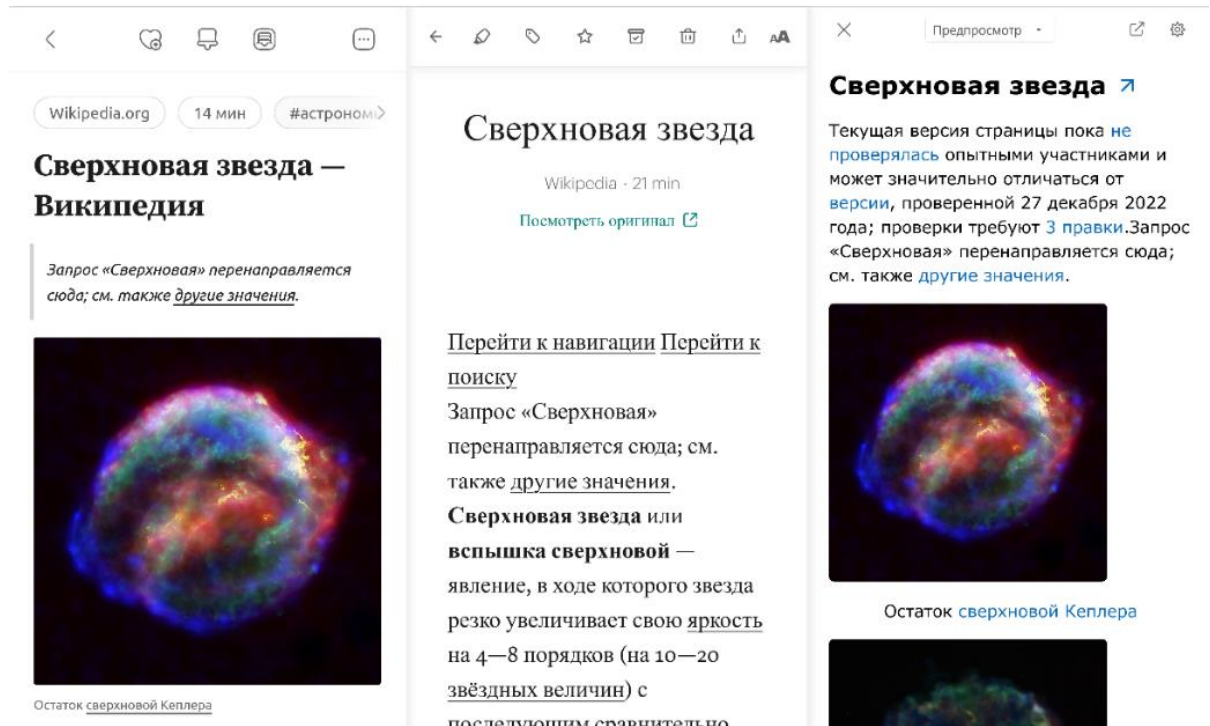 Wikipedia.org
14 мин
#астроном
Сверхновая звезда —
Википедия
Запрос «Сверхновая» перенаправляется
сюда; см. также другие значения.
Остаток сверхновой Кеплера
AA
Сверхновая звезда
Wikipedia · 21 min
Посмотреть оригинал
Перейти к навигации Перейти к
поиску
Запрос «Сверхновая»
перенаправляется сюда; см.
также другие значения.
Сверхновая звезда или
вспышка сверхновой —
явление, в ходе которого звезда
резко увеличивает свою яркость
на 4—8 порядков (на 10—20
звёздных величин) с
последующим сравнительно
Предпросмотр
Сверхновая звезда
Текущая версия страницы пока не
проверялась опытными участниками и
может значительно отличаться от
версии, проверенной 27 декабря 2022
года; проверки требуют 3 правки.Запрос
«Сверхновая» перенаправляется сюда;
см. также другие значения.
Остаток сверхновой Кеплера